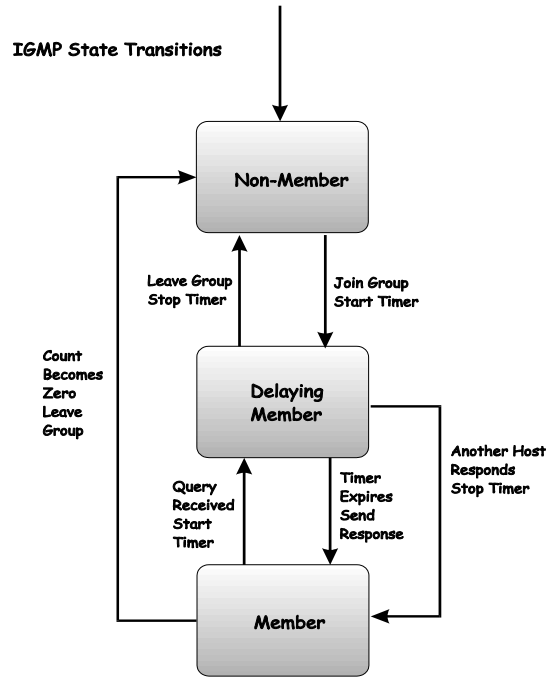 IGMP State Transitions
Non-Member
Leave Group
Stop Timer
Join Group
Start Timer
Count
Becomes
Zero
Leave
Group
Delaying
Member
Another Host
Responds
Stop Timer
Query
Received
Start
Timer
Timer
Expires
Send
Response
Member